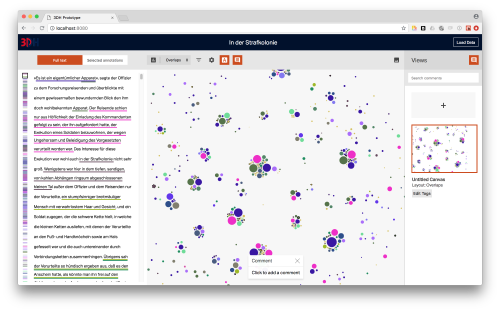 3DH Prototype
localhost:8080
3DH
In der Strafkolonie
Load Data
Full text
Selected annotations
Overlaps
Views
Search comments
»Es ist ein eigentümlicher Apparat«, sagte der Offizier
zu dem Forschungsreisenden und überblickte mit
einem gewissermaßen bewundernden Blick den ihm
doch wohlbekannten Apparat. Der Reisende schien
nur aus Höflichkeit der Einladung des Kommandanten
gefolgt zu sein, der ihn aufgefordert hatte, der
Exekution eines Soldaten beizuwohnen, der wegen
Ungehorsam und Beleidigung des Vorgesetzten
verurteilt worden war. Das Interesse für diese
Exekution war wohl auch in der Strafkolonie nicht sehr
groß. Wenigstens war hier in dem tiefen, sandigen,
von kahlen Abhängen ringsum abgeschlossenen
kleinen Tal außer dem Offizier und dem Reisenden nur
der Verurteilte, ein stumpfsinniger breitmäuliger
Mensch mit verwahrlostem Haar und Gesicht, und ein
Soldat zugegen, der die schwere Kette hielt, in welche
die kleinen Ketten ausliefen, mit denen der Verurteilte
an den Fuß- und Handknöcheln sowie am Hals
gefesselt war und die auch untereinander durch
Verbindungsketten zusammenhingen. Übrigens sah
der Verurteilte so hündisch ergeben aus, daß es den
Anschein hatte, als könnte man ihn frei auf den
+
Untitled Canvas
Layout: Overlaps
Edit Tags
Comment
Click to add a comment